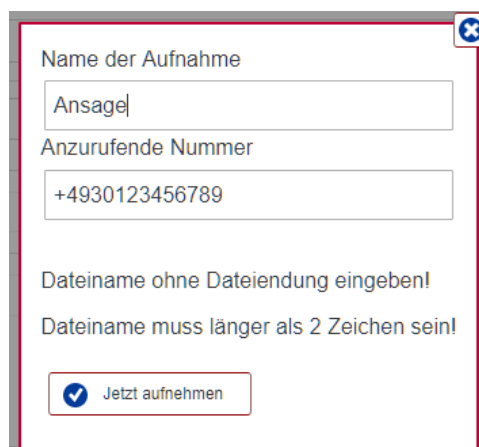 Name der Aufnahme
Ansage
Anzurufende Nummer
+4930123456789
Dateiname ohne Dateiendung eingeben!
Dateiname muss länger als 2 Zeichen sein!
Jetzt aufnehmen